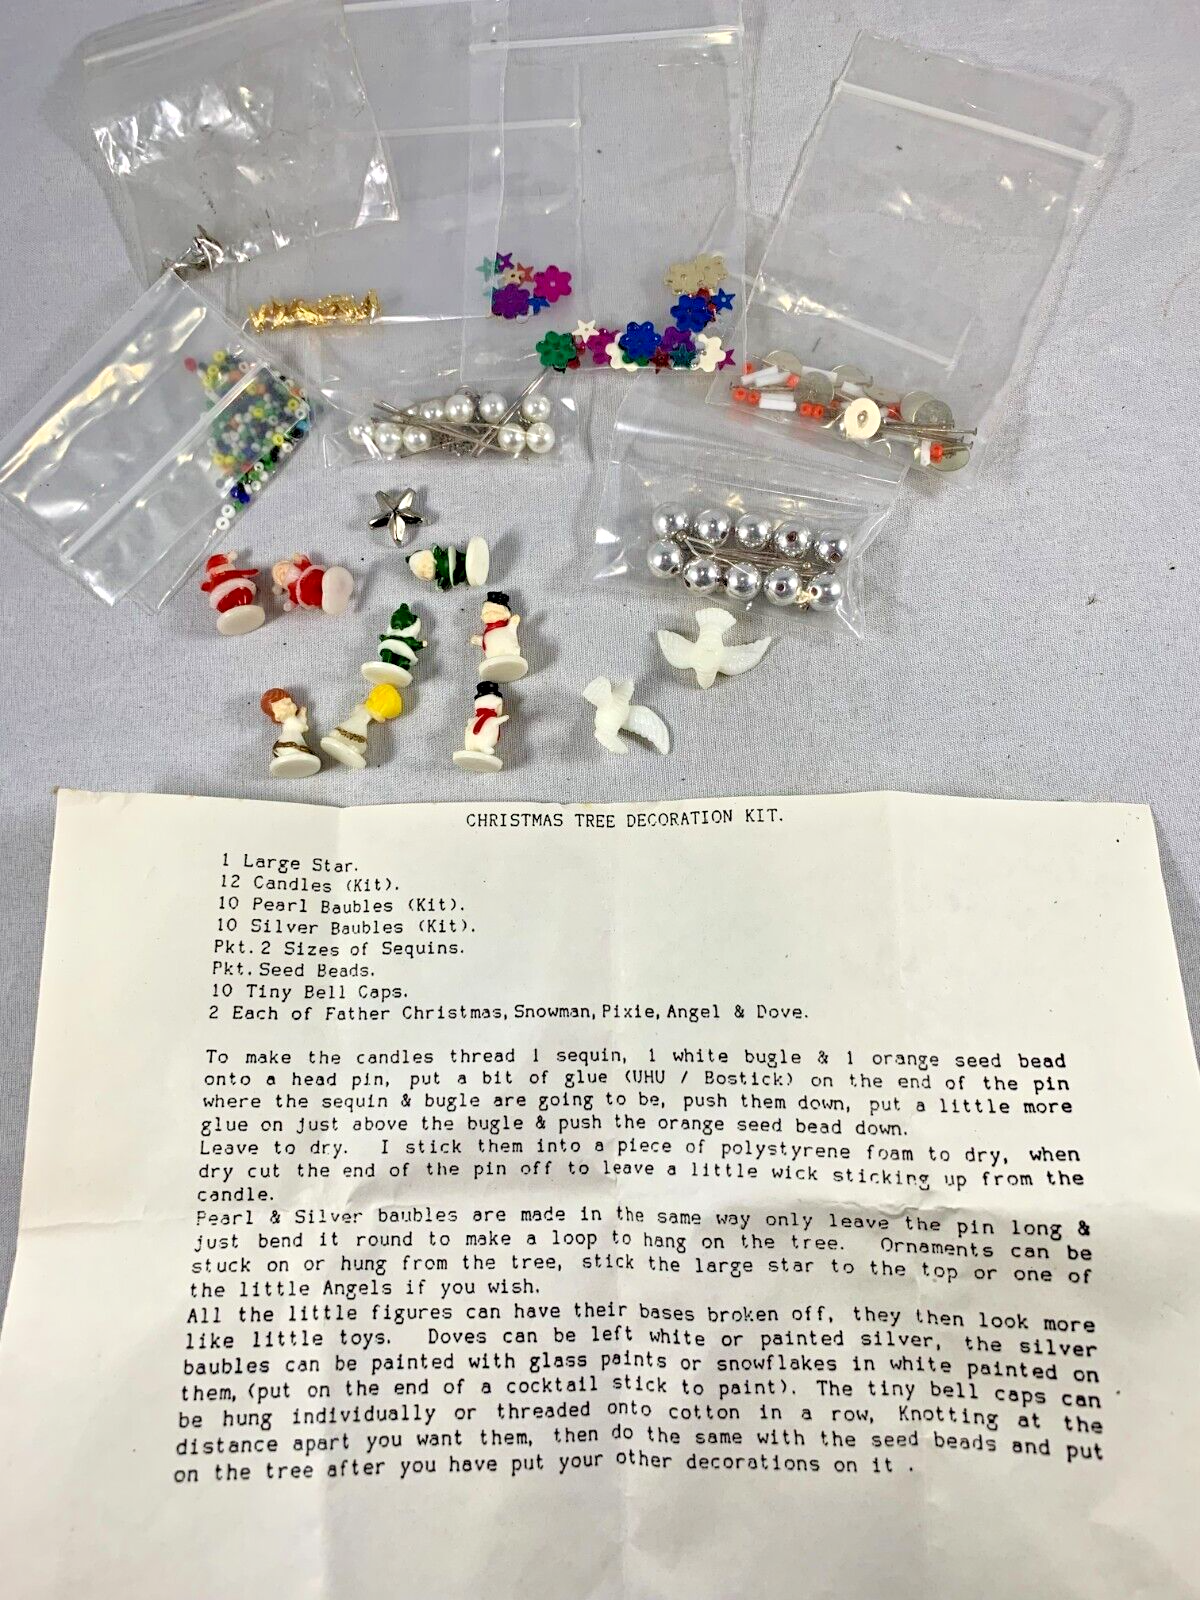 CHRISTMAS TREE DECORATION KIT.
1 Large Star.
12 Candles (Kit).
10 Pearl Baubles (Kit).
10 Silver Baubles (Kit).
Pkt. 2 Sizes of Sequins.
Pkt. Seed Beads.
10 Tiny Bell Caps.
2 Each of Father Christmas, Snowman, Pixie, Angel & Dove.
To make the candles thread 1 sequin, 1 white bugle & 1 orange seed bead
onto a head pin, put a bit of glue (UHU / Bostick) on the end of the pin
where the sequin & bugle are going to be, push them down, put a little more
glue on just above the bugle & push the orange seed bead down.
Leave to dry. I stick them into a piece of polystyrene foam to dry, when
dry cut the end of the pin off to leave a little wick sticking up from the
candle.
Pearl & Silver baubles are made in the same way only leave the pin long &
just bend it round to make a loop to hang on the tree. Ornaments can be
stuck on or hung from the tree, stick the large star to the top or one of
the little Angels if you wish.
All the little figures can have their bases broken off, they then look more
like little toys. Doves can be left white or painted silver, the silver
baubles can be painted with glass paints or snowflakes in white painted on
them, (put on the end of a cocktail stick to paint). The tiny bell caps can
be hung individually or threaded onto cotton in a row, Knotting at the
distance apart you want them, then do the same with the seed beads and put
on the tree after you have put your other decorations on it .